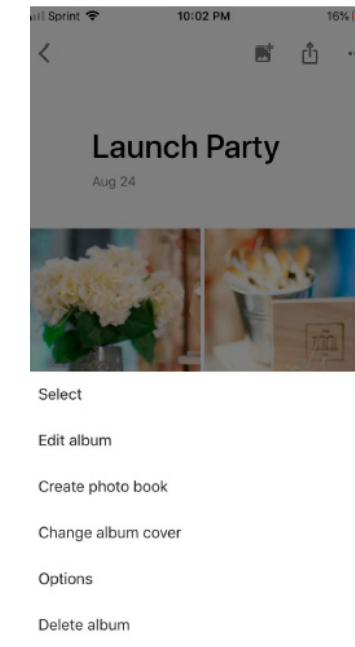 Sprint 10:02 PM 16%
Launch Party
Aug 24
m
Select
Edit album
Create photo book
Change album cover
Options
Delete album